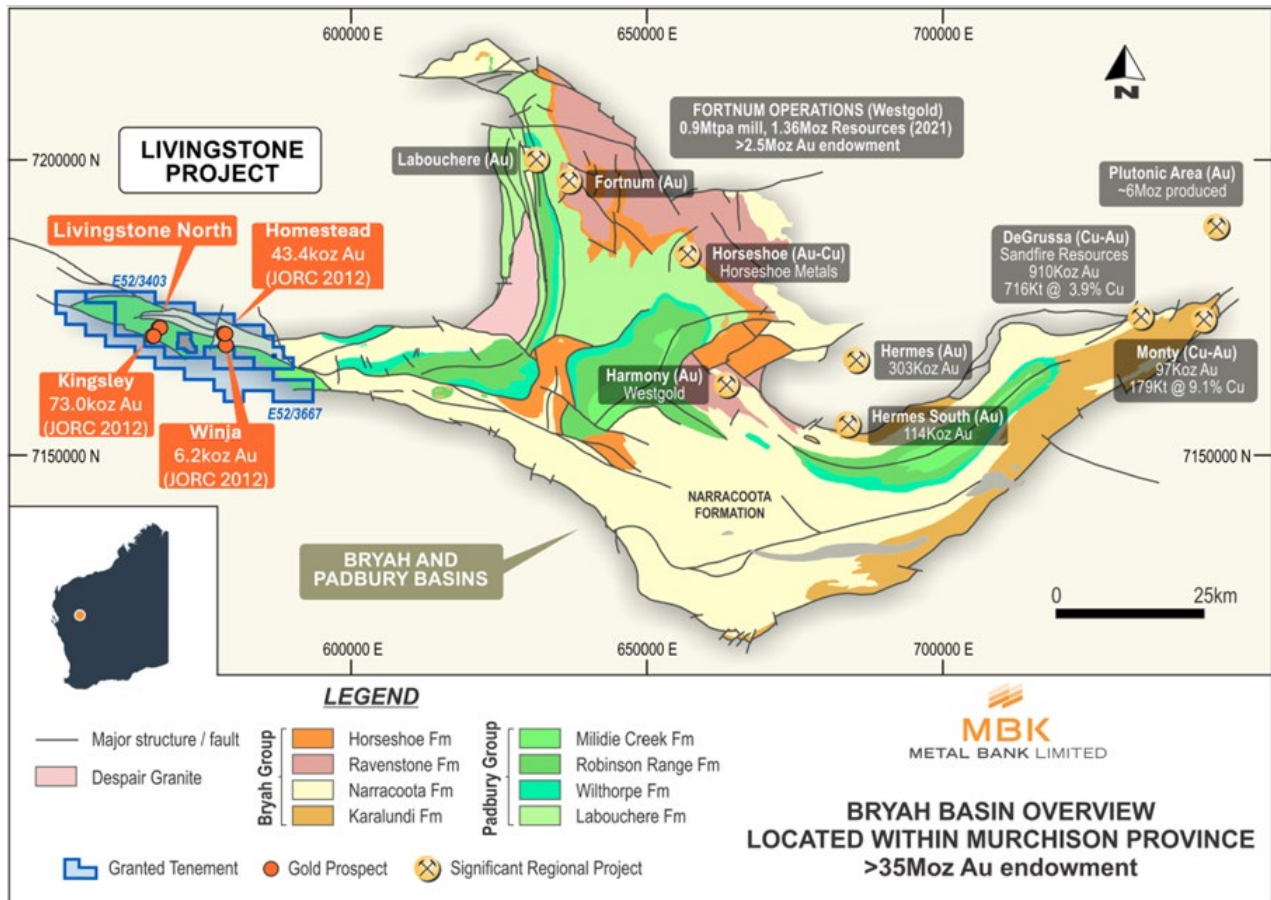 600000 E
650000 E
700000 E
N
7200000 N
LIVINGSTONE
PROJECT
Labouchere (Au)
FORTNUM OPERATIONS (Westgold)
0.9Mtpa mill, 1.36Moz Resources (2021)
>2.5Moz Au endowment
Fortnum (Au)
Plutonic Area (Au)
~6Moz produced
Livingstone North
Homestead
43.4koz Au
(JORC 2012)
E52/3403
Horseshoe (Au-Cu)
Horseshoe Metals
DeGrussa (Cu-Au)
Sandfire Resources
910Koz Au
716Kt @ 3.9% Cu
Kingsley
73.0koz Au
(JORC 2012)
E52/3667
Winja
6.2koz Au
(JORC 2012)
Harmony (Au)
Westgold
Hermes (Au)
303Koz Au
Monty (Cu-Au)
97Koz Au
179Kt @ 9.1% Cu
Hermes South (Au)
114Koz Au
7150000 N
7150000 N
NARRACOOTA
FORMATION
BRYAH AND
PADBURY BASINS
0
25km
600000 E
650000 E
700000 E
LEGEND
Major structure / fault
Despair Granite
Bryah Group
Horseshoe Fm
Ravenstone Fm
Narracoota Fm
Karalundi Fm
Padbury Group
Milidie Creek Fm
Robinson Range Fm
Wilthorpe Fm
Labouchere Fm
Granted Tenement
Gold Prospect
Significant Regional Project
MBK
METAL BANK LIMITED
BRYAH BASIN OVERVIEW
LOCATED WITHIN MURCHISON PROVINCE
>35Moz Au endowment